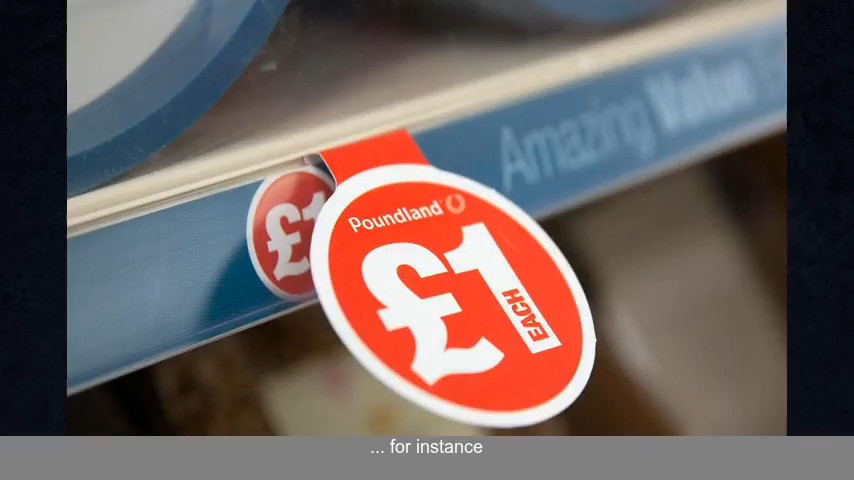 Amazing Value
£1
Poundland
£1
EACH
... for instance